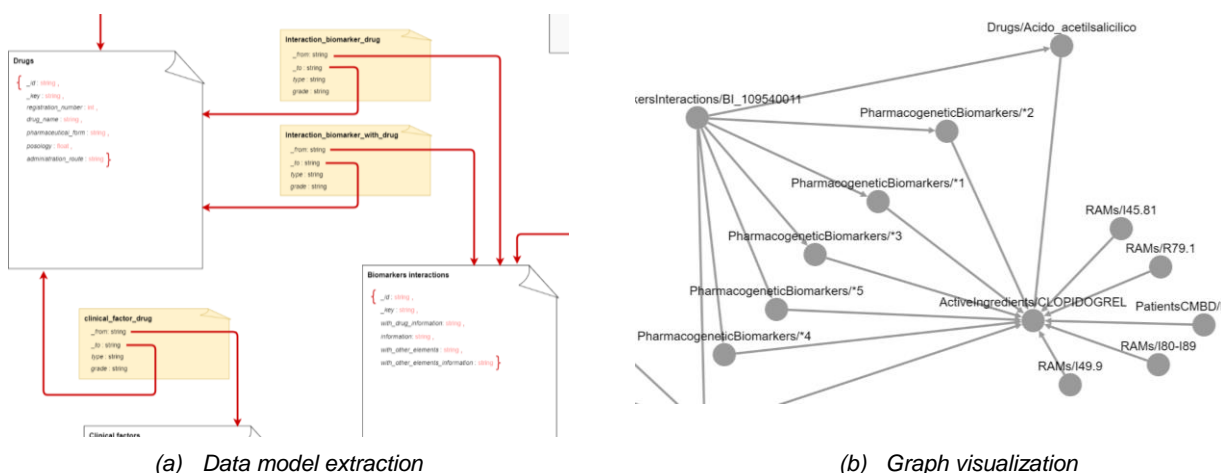 Drugs
{ _id : string ,
_key : string ,
registration_number : int ,
drug_name : string ,
pharmaceutical_form : string ,
posology : float ,
administration_route : string }
Interaction_biomarker_drug
_from: string
_to : string
type : string
grade : string
Interaction_biomarker_with_drug
_from : string
_to : string
type : string
grade : string
Biomarkers interactions
{ _id : string ,
_key : string ,
with_drug_information : string ,
information : string ,
with_other_elements : string ,
with_other_elements_information : string }
clinical_factor_drug
_from : string
_to : string
type : string
grade : string
Clinical factors
(a) Data model extraction
Drugs/Acido_acetilsalicilico
kersInteractions/BI_109540011
PharmacogeneticBiomarkers/*2
PharmacogeneticBiomarkers/*1
PharmacogeneticBiomarkers/*3
PharmacogeneticBiomarkers/*5
PharmacogeneticBiomarkers/*4
RAMs/I45.81
RAMs/R79.1
ActiveIngredients/CLOPIDOGREL
PatientsCMBD/
RAMs/I80-I89
RAMs/I49.9
(b) Graph visualization